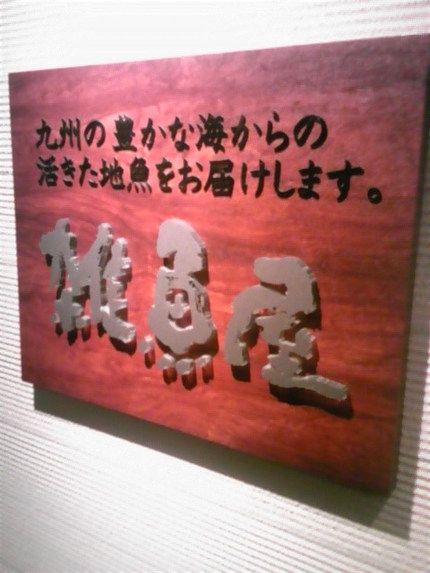 九州の豊かな海からの
活きた地魚をお届けします。
雑魚屋